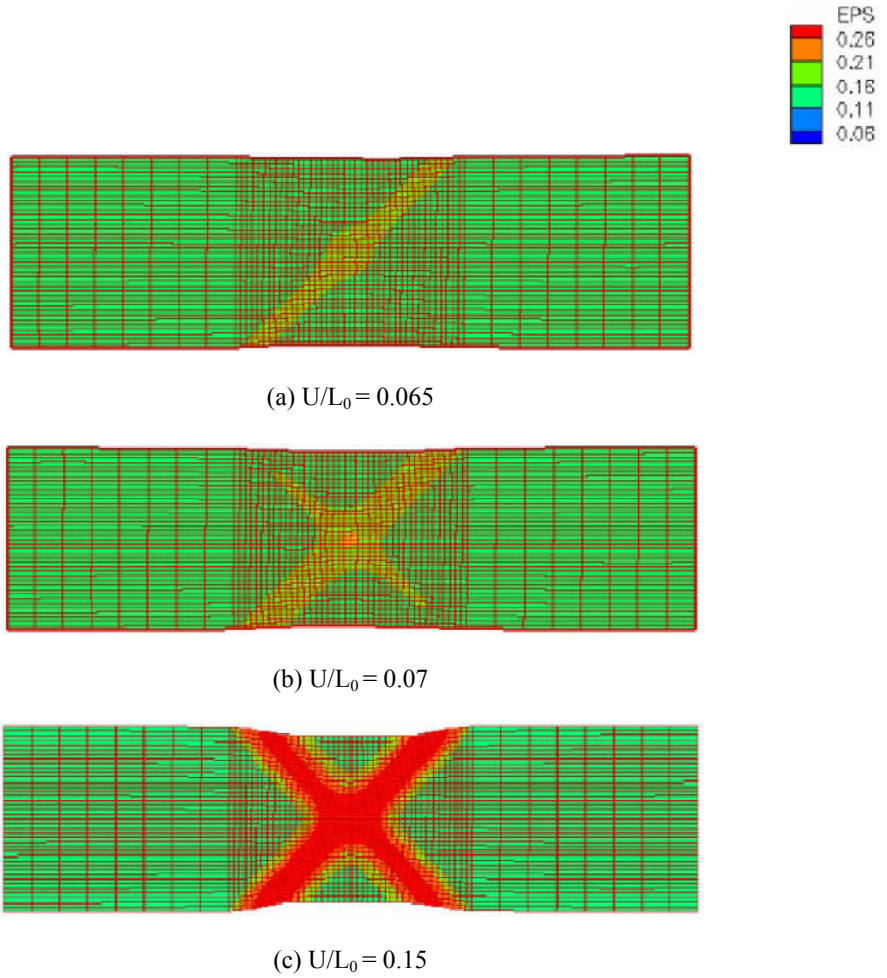 EPS
0.26
0.21
0.16
0.11
0.06
(a) U/L₀ = 0.065
(b) U/L₀ = 0.07
(c) U/L₀ = 0.15